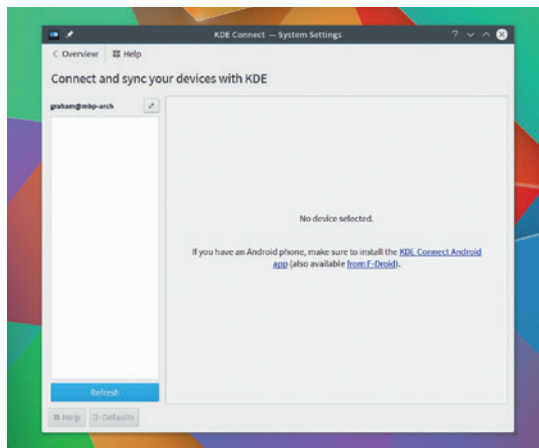 KDE Connect — System Settings
Overview Help
Connect and sync your devices with KDE
graham@mbp-arch
No device selected.
If you have an Android phone, make sure to install the KDE Connect Android
app (also available from F-Droid).
Refresh
Help Defaults